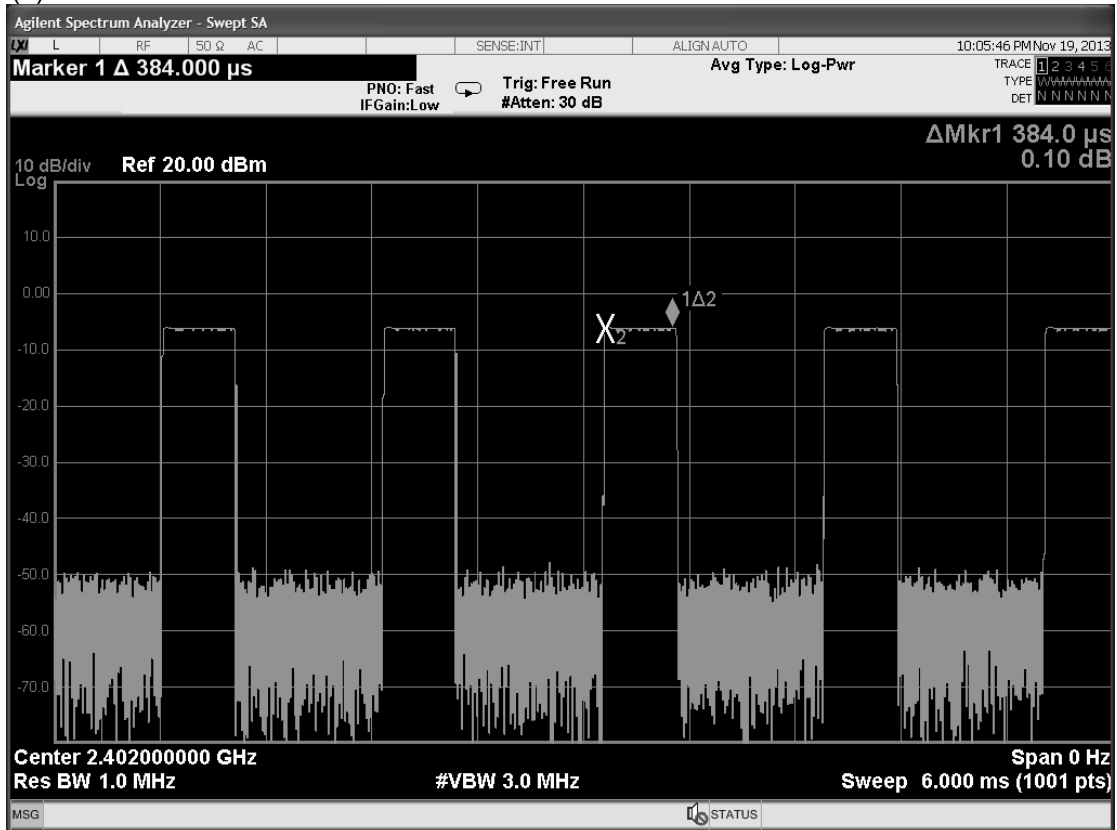 Agilent Spectrum Analyzer - Swept SA
LXI L RF 50 Ω AC SENSE:INT ALIGN AUTO 10:05:46 PM Nov 19, 2013
Marker 1 Δ 384.000 µs
PNO: Fast
IFGain:Low
Trig: Free Run
#Atten: 30 dB
Avg Type: Log-Pwr
TRACE 1 2 3 4 5 6
TYPE
DET N N N N N N
ΔMkr1 384.0 µs
0.10 dB
10 dB/div Ref 20.00 dBm
Log
10.0
0.00
1Δ2
X2
-10.0
-20.0
-30.0
-40.0
-50.0
-60.0
-70.0
Center 2.402000000 GHz Span 0 Hz
Res BW 1.0 MHz #VBW 3.0 MHz Sweep 6.000 ms (1001 pts)
MSG STATUS